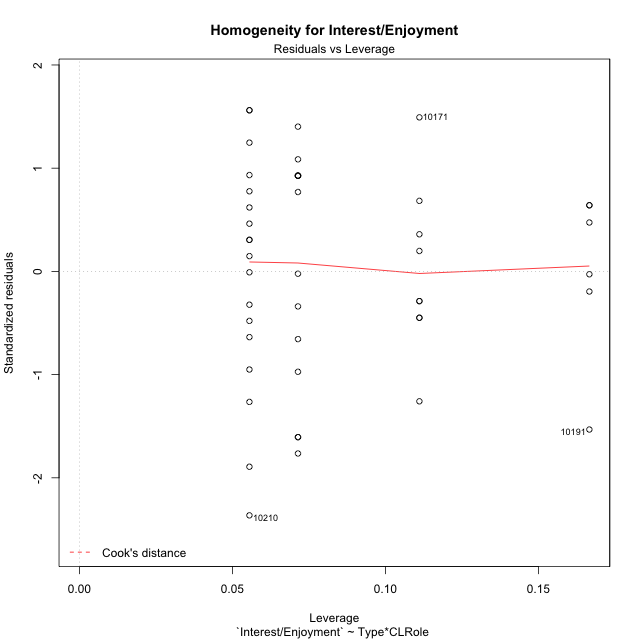 Homogeneity for Interest/Enjoyment
Residuals vs Leverage
2
1
0
-1
-2
Standardized residuals
10171
10191
10210
Cook's distance
0.00 0.05 0.10 0.15
Leverage
`Interest/Enjoyment` ~ Type*CLRole